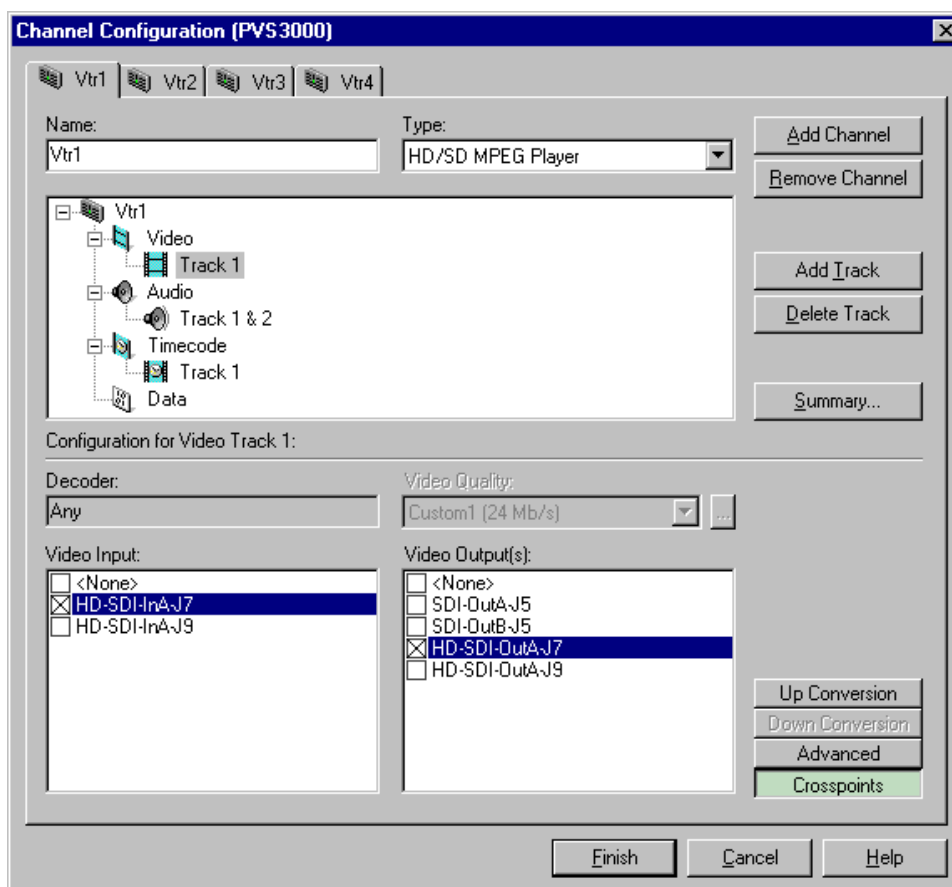 Channel Configuration (PVS3000)
Vtr1 Vtr2 Vtr3 Vtr4
Name: Type:
Vtr1 HD/SD MPEG Player
Add Channel
Remove Channel
Vtr1
Video
Track 1
Audio
Track 1 & 2
Timecode
Track 1
Data
Add Track
Delete Track
Summary...
Configuration for Video Track 1:
Decoder: Video Quality:
Any Custom1 (24 Mb/s) ...
Video Input: Video Output(s):
<None>
HD-SDI-InA-J7
HD-SDI-InA-J9
<None>
SDI-OutA-J5
SDI-OutB-J5
HD-SDI-OutA-J7
HD-SDI-OutA-J9
Up Conversion
Down Conversion
Advanced
Crosspoints
Finish Cancel Help